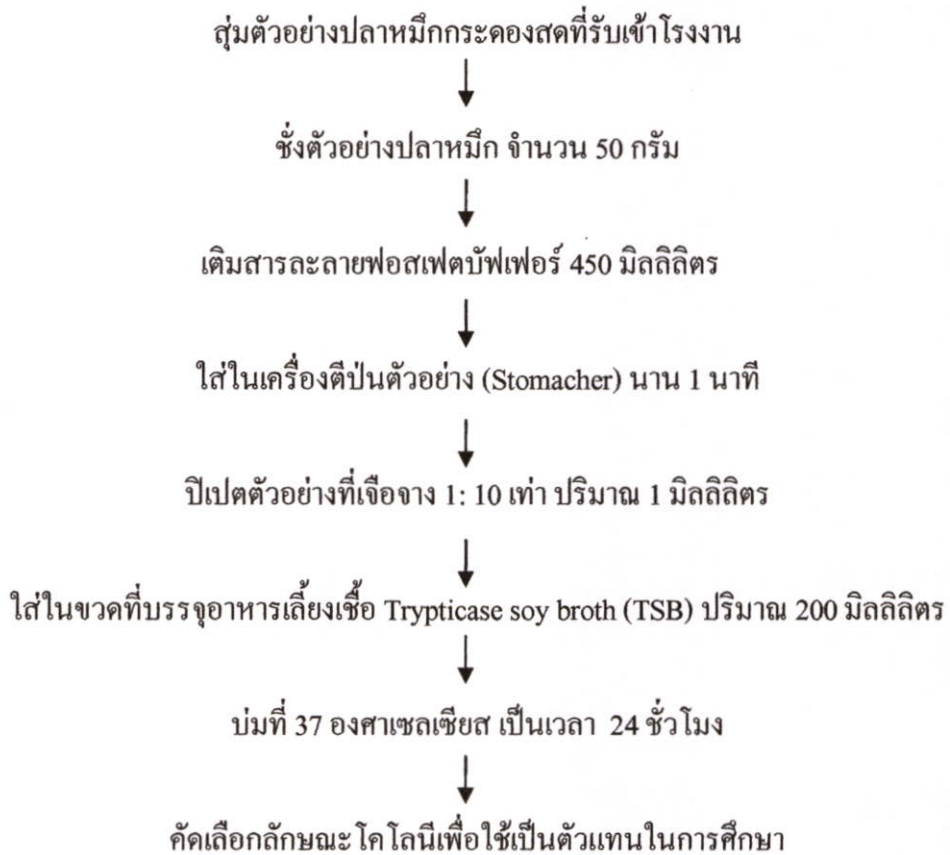 สุ่มตัวอย่างปลาหมึกกระดองสดที่รับเข้าโรงงาน
ชั่งตัวอย่างปลาหมึก จำนวน 50 กรัม
เติมสารละลายฟอสเฟตบัฟเฟอร์ 450 มิลลิลิตร
ใส่ในเครื่องตีป่นตัวอย่าง (Stomacher) นาน 1 นาที
ปิเปตตัวอย่างที่เจือจาง 1: 10 เท่า ปริมาณ 1 มิลลิลิตร
ใส่ในขวดที่บรรจุอาหารเลี้ยงเชื้อ Trypticase soy broth (TSB) ปริมาณ 200 มิลลิลิตร
บ่มที่ 37 องศาเซลเซียส เป็นเวลา 24 ชั่วโมง
คัดเลือกลักษณะโคโลนีเพื่อใช้เป็นตัวแทนในการศึกษา